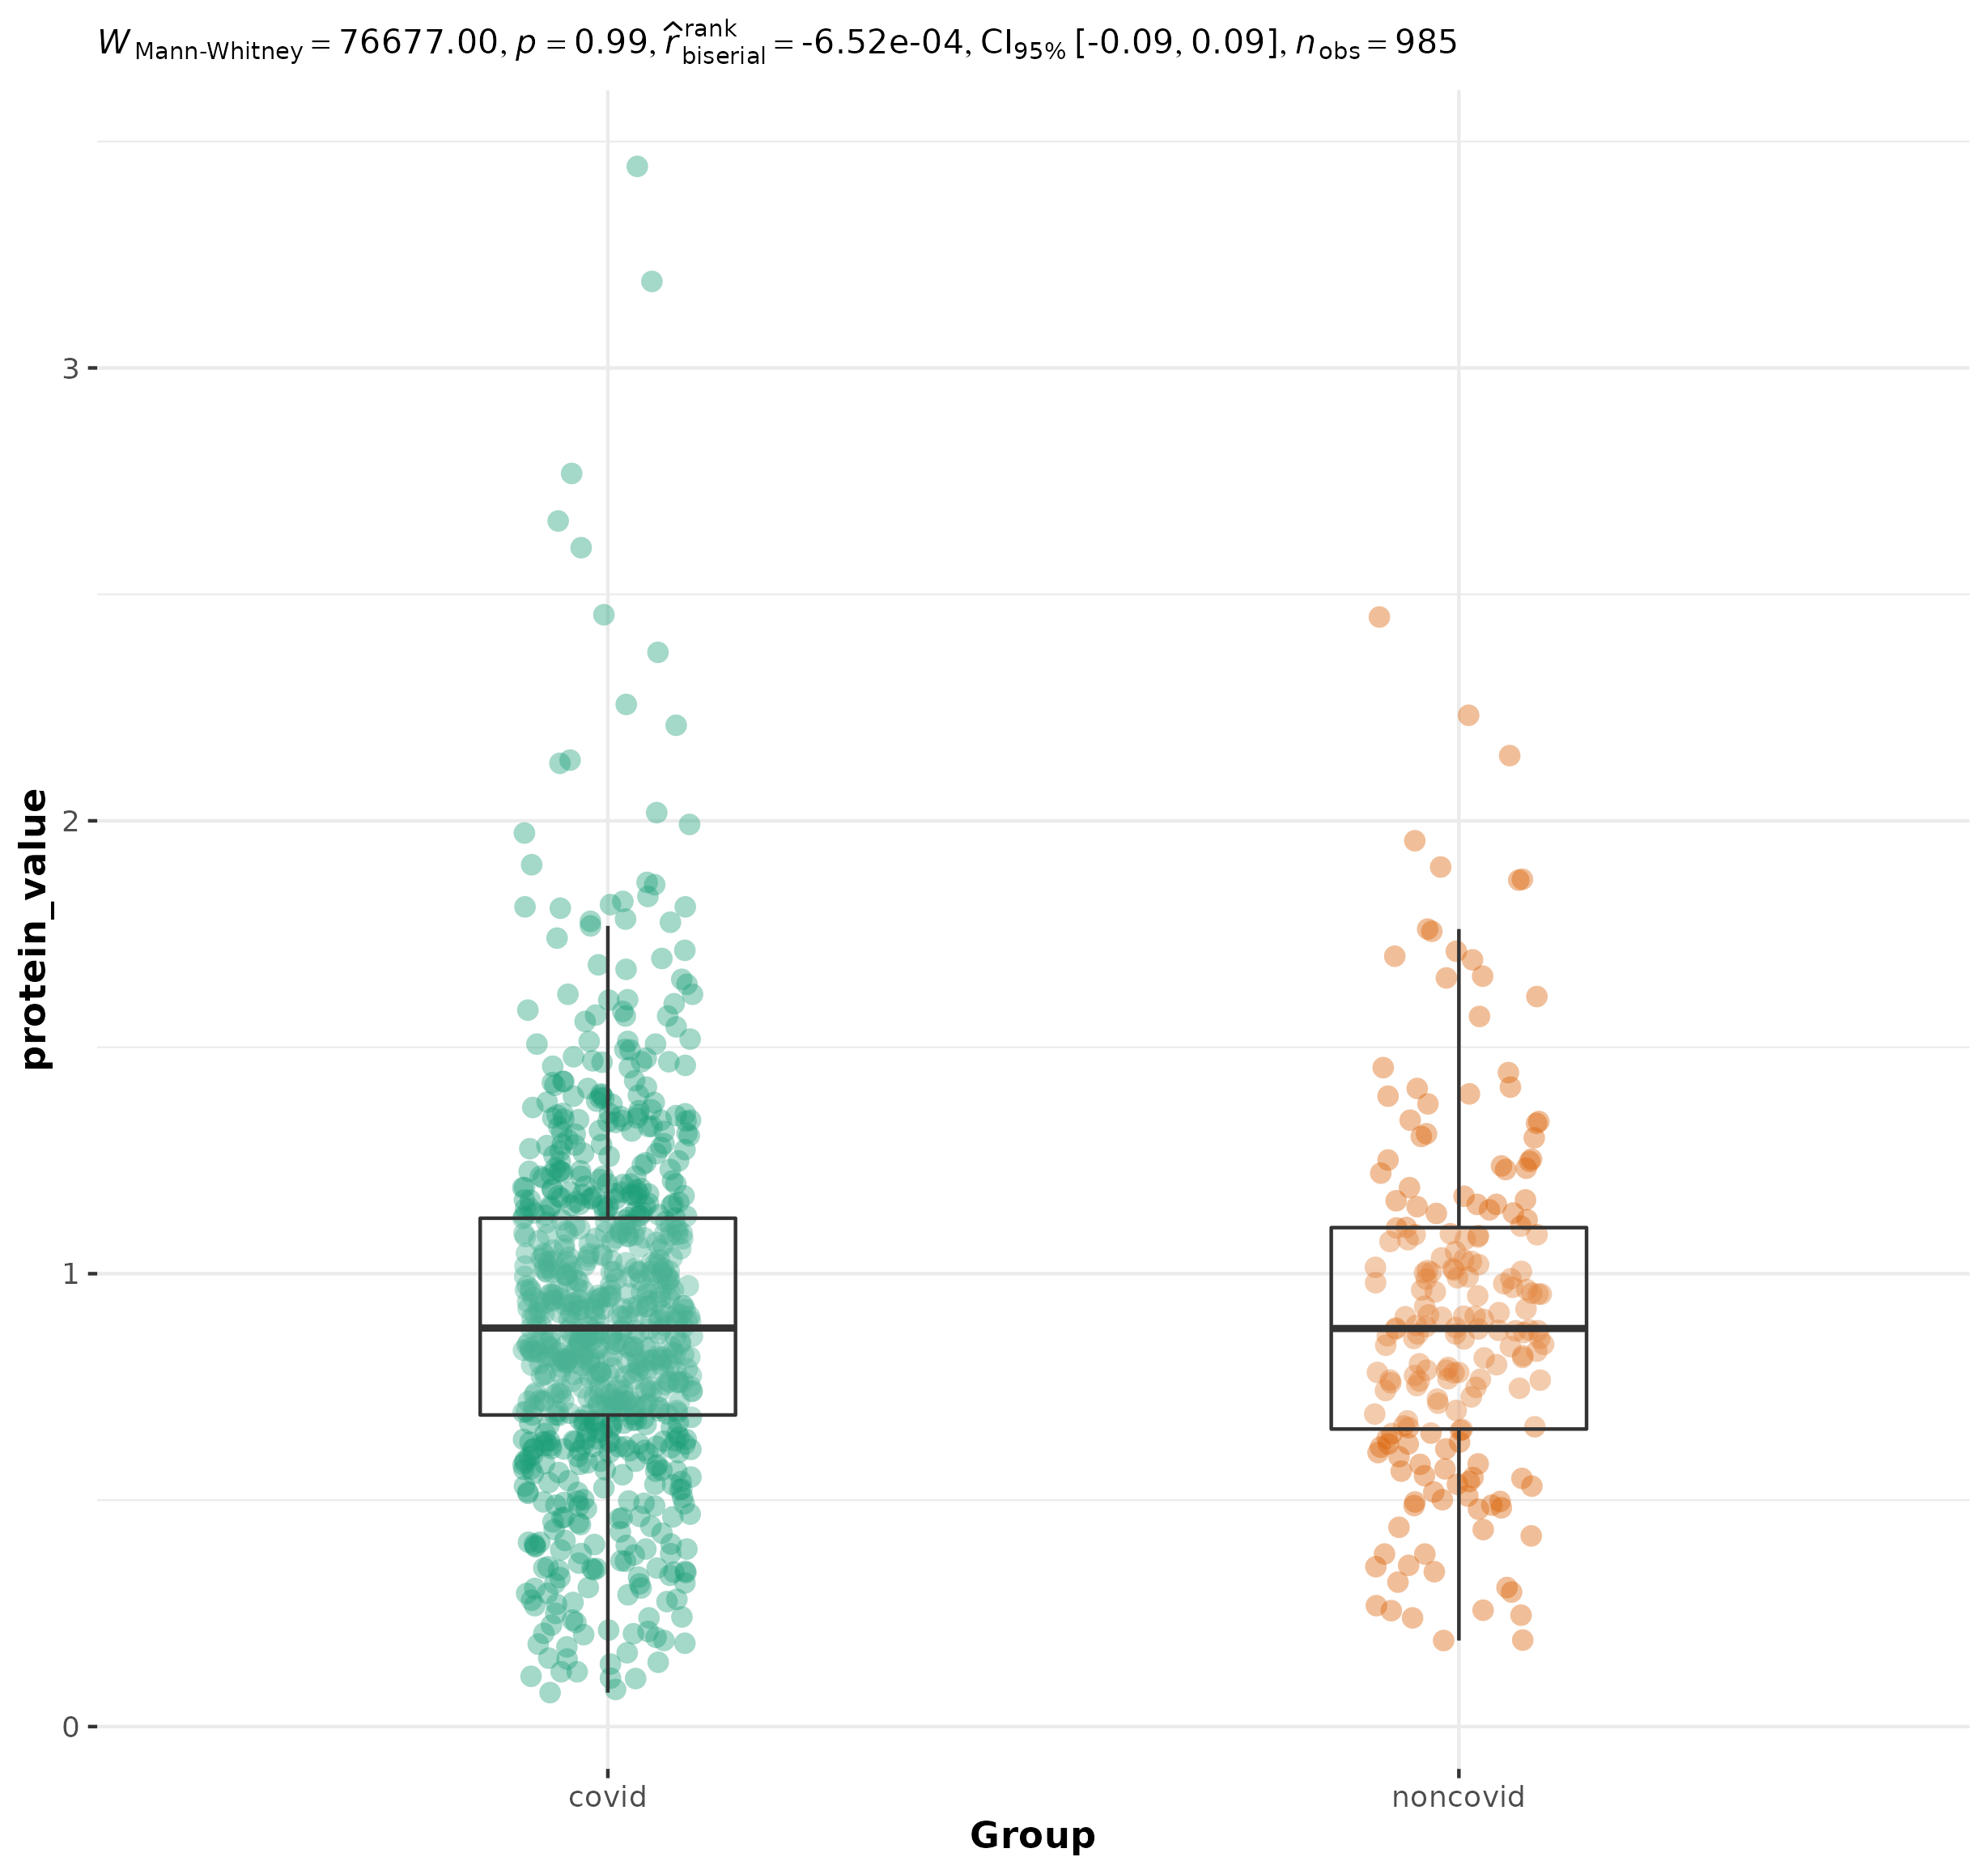 W Mann-Whitney = 76677.00, p = 0.99, r̂ rank biserial = -6.52e-04, CI95% [-0.09, 0.09], nobs = 985
3
2
1
0
protein_value
covid noncovid
Group